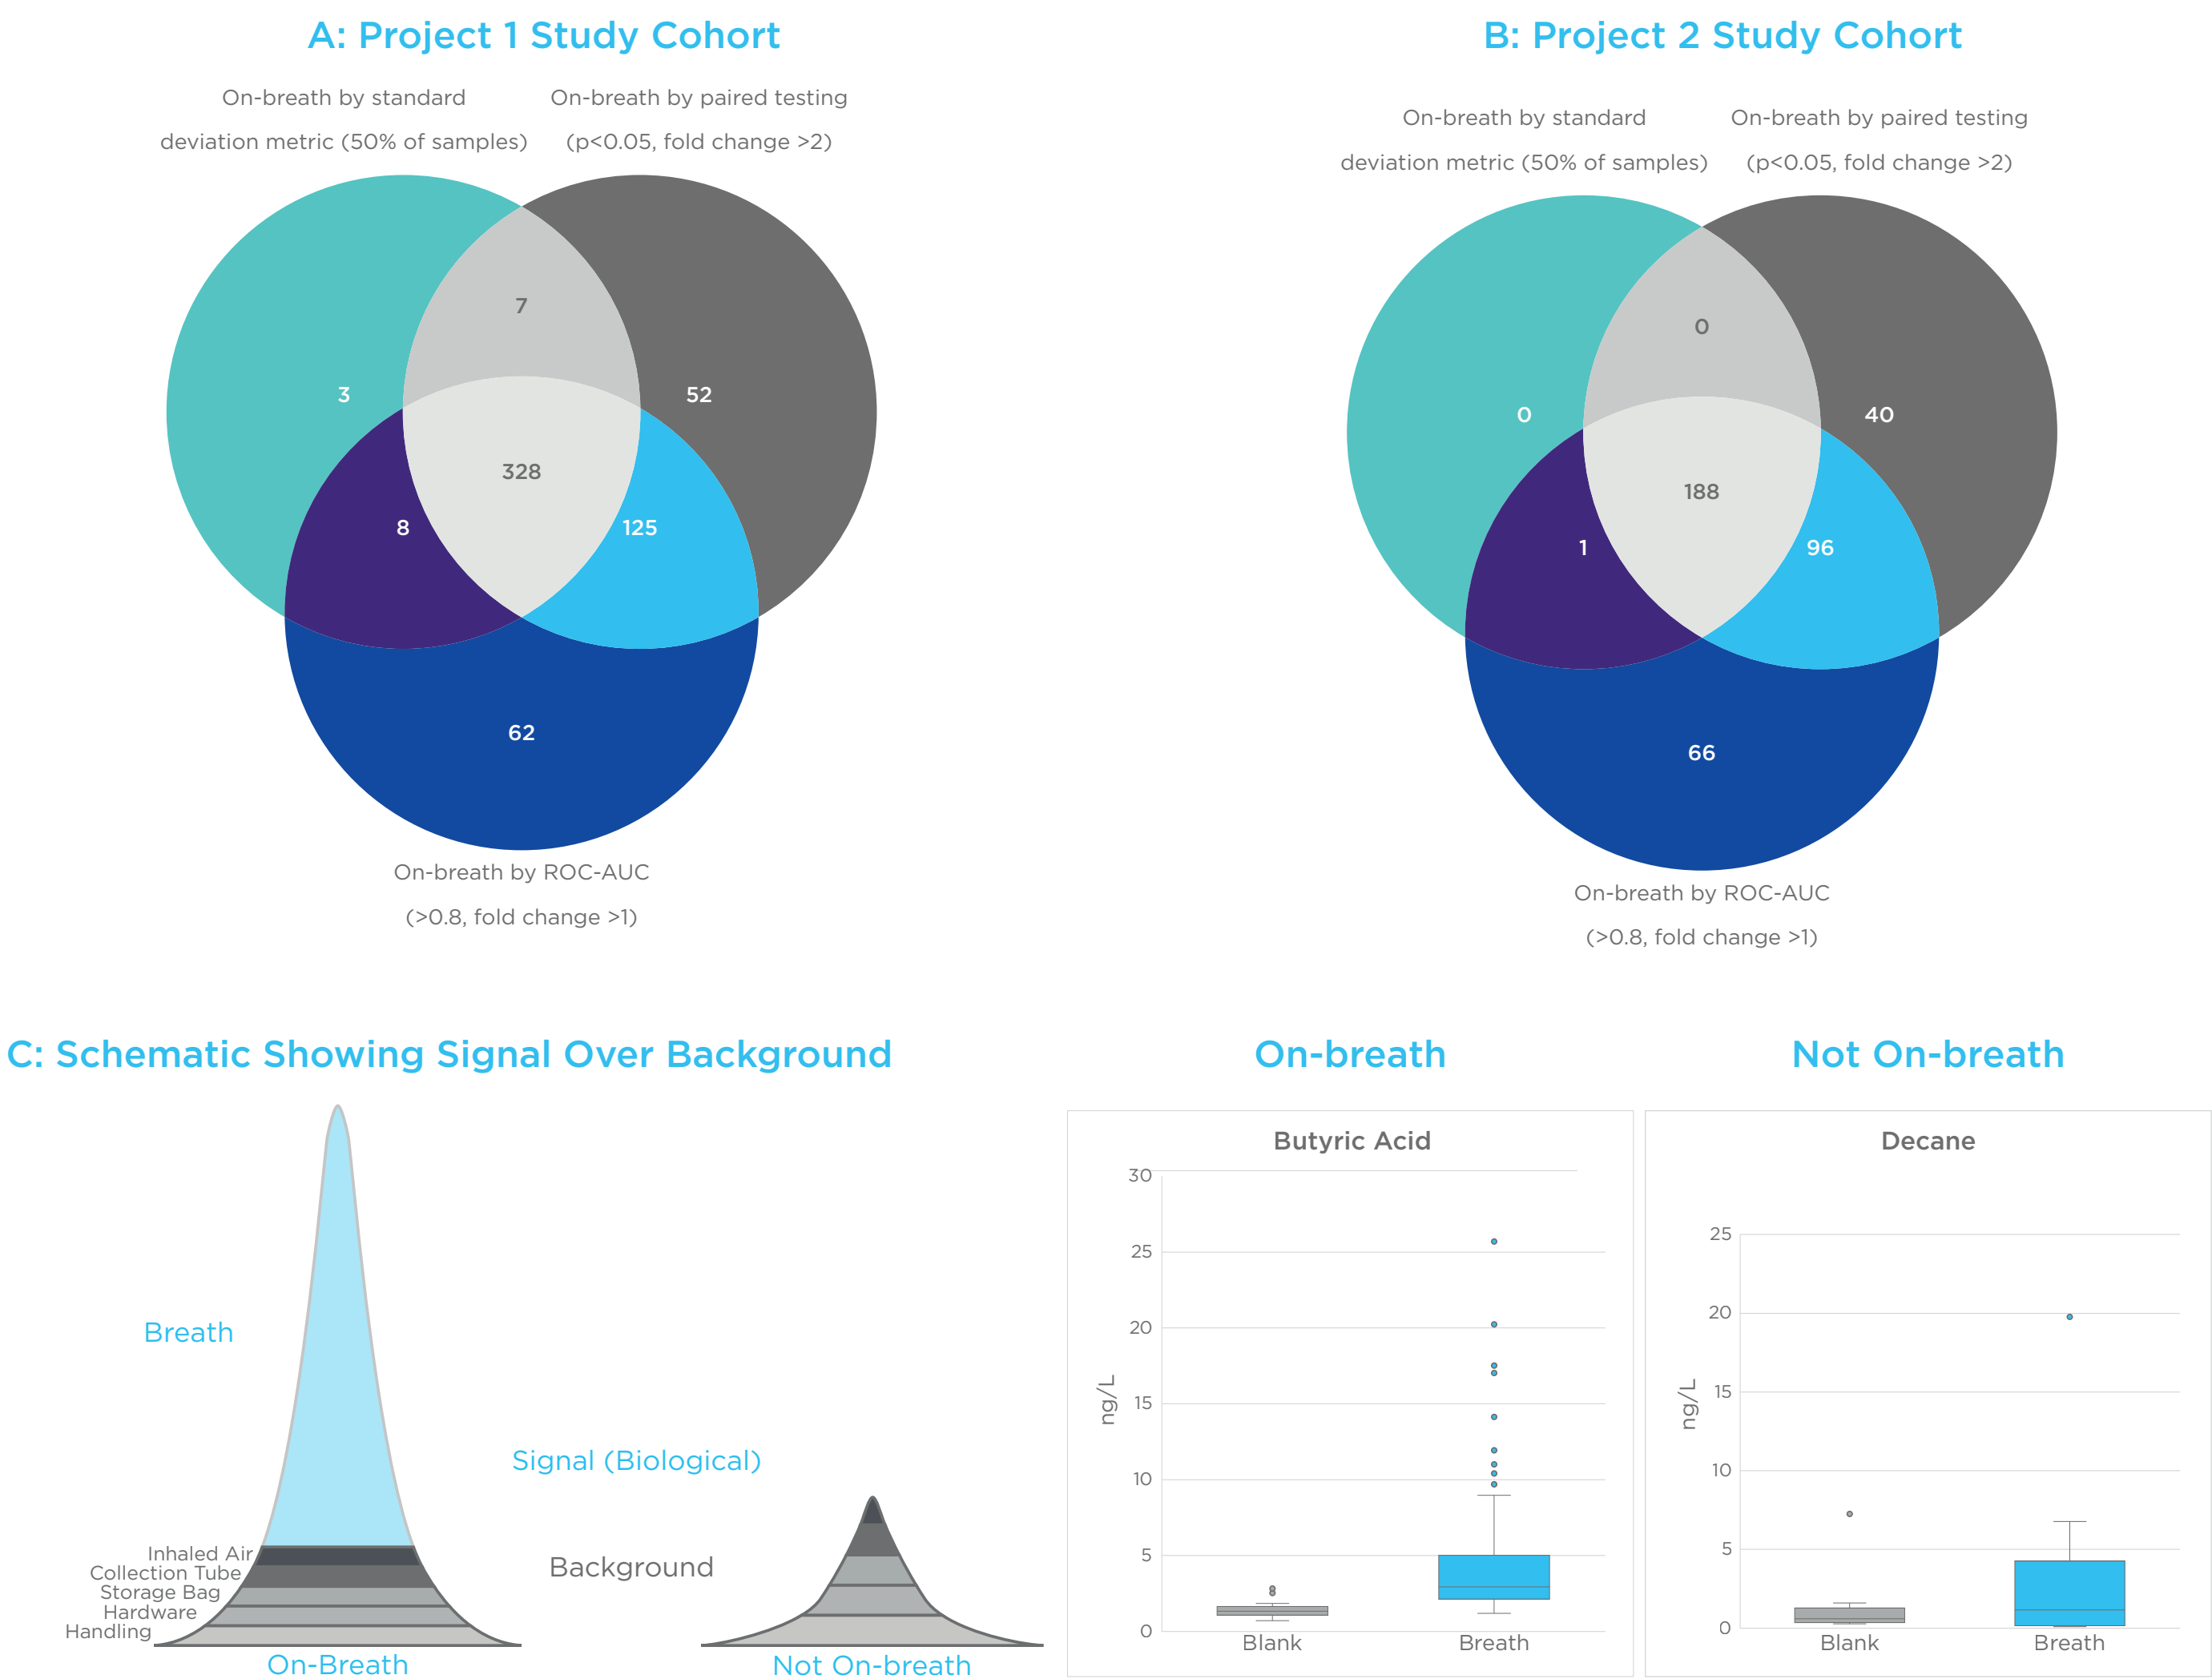 A: Project 1 Study Cohort
On-breath by standard
deviation metric (50% of samples)
On-breath by paired testing
(p<0.05, fold change >2)
7
3
52
328
8
125
62
On-breath by ROC-AUC
(>0.8, fold change >1)
B: Project 2 Study Cohort
On-breath by standard
deviation metric (50% of samples)
On-breath by paired testing
(p<0.05, fold change >2)
0
0
40
188
1
96
66
On-breath by ROC-AUC
(>0.8, fold change >1)
C: Schematic Showing Signal Over Background
Breath
Signal (Biological)
Background
Inhaled Air
Collection Tube
Storage Bag
Hardware
Handling
On-Breath
Not On-breath
On-breath
Butyric Acid
30
25
20
15
10
5
0
ng/L
Blank
Breath
Not On-breath
Decane
25
20
15
10
5
0
ng/L
Blank
Breath